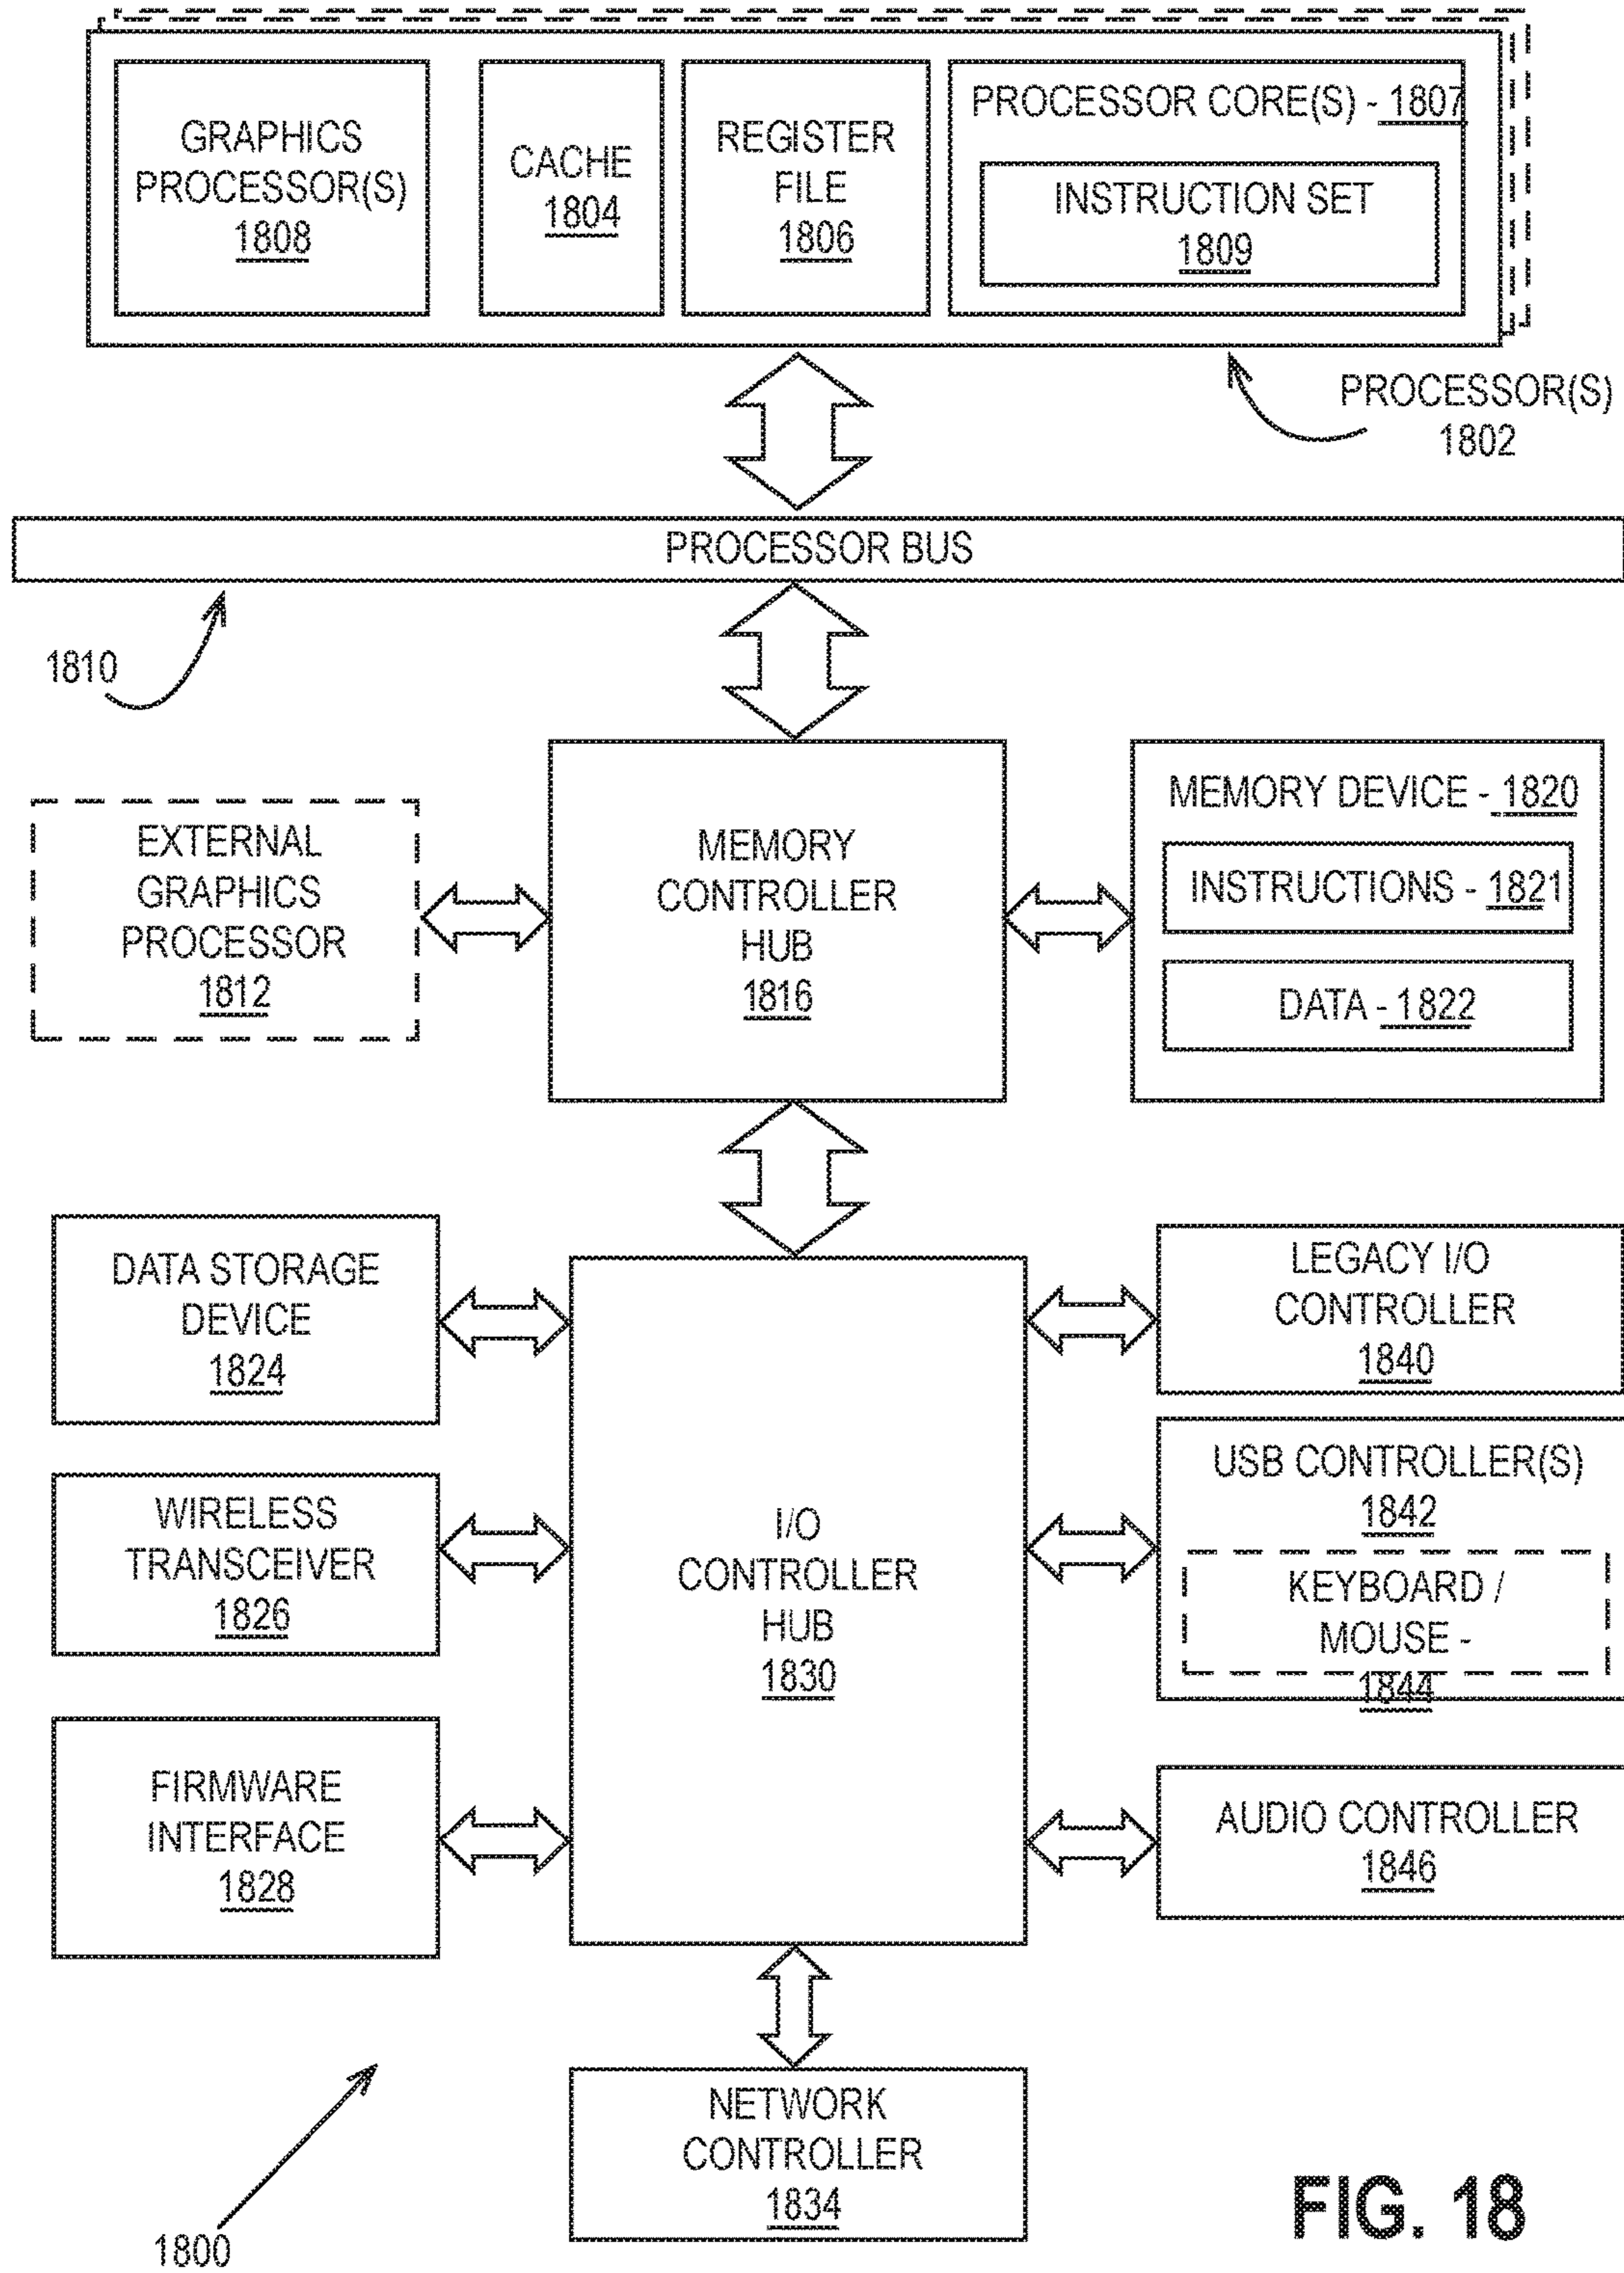 GRAPHICS
PROCESSOR(S)
1808
CACHE
1804
REGISTER
FILE
1806
PROCESSOR CORE(S) - 1807
INSTRUCTION SET
1809
PROCESSOR(S)
1802
PROCESSOR BUS
1810
EXTERNAL
GRAPHICS
PROCESSOR
1812
MEMORY
CONTROLLER
HUB
1816
MEMORY DEVICE - 1820
INSTRUCTIONS - 1821
DATA - 1822
DATA STORAGE
DEVICE
1824
WIRELESS
TRANSCEIVER
1826
FIRMWARE
INTERFACE
1828
I/O
CONTROLLER
HUB
1830
LEGACY I/O
CONTROLLER
1840
USB CONTROLLER(S)
1842
KEYBOARD /
MOUSE -
1844
AUDIO CONTROLLER
1846
NETWORK
CONTROLLER
1834
1800
FIG. 18